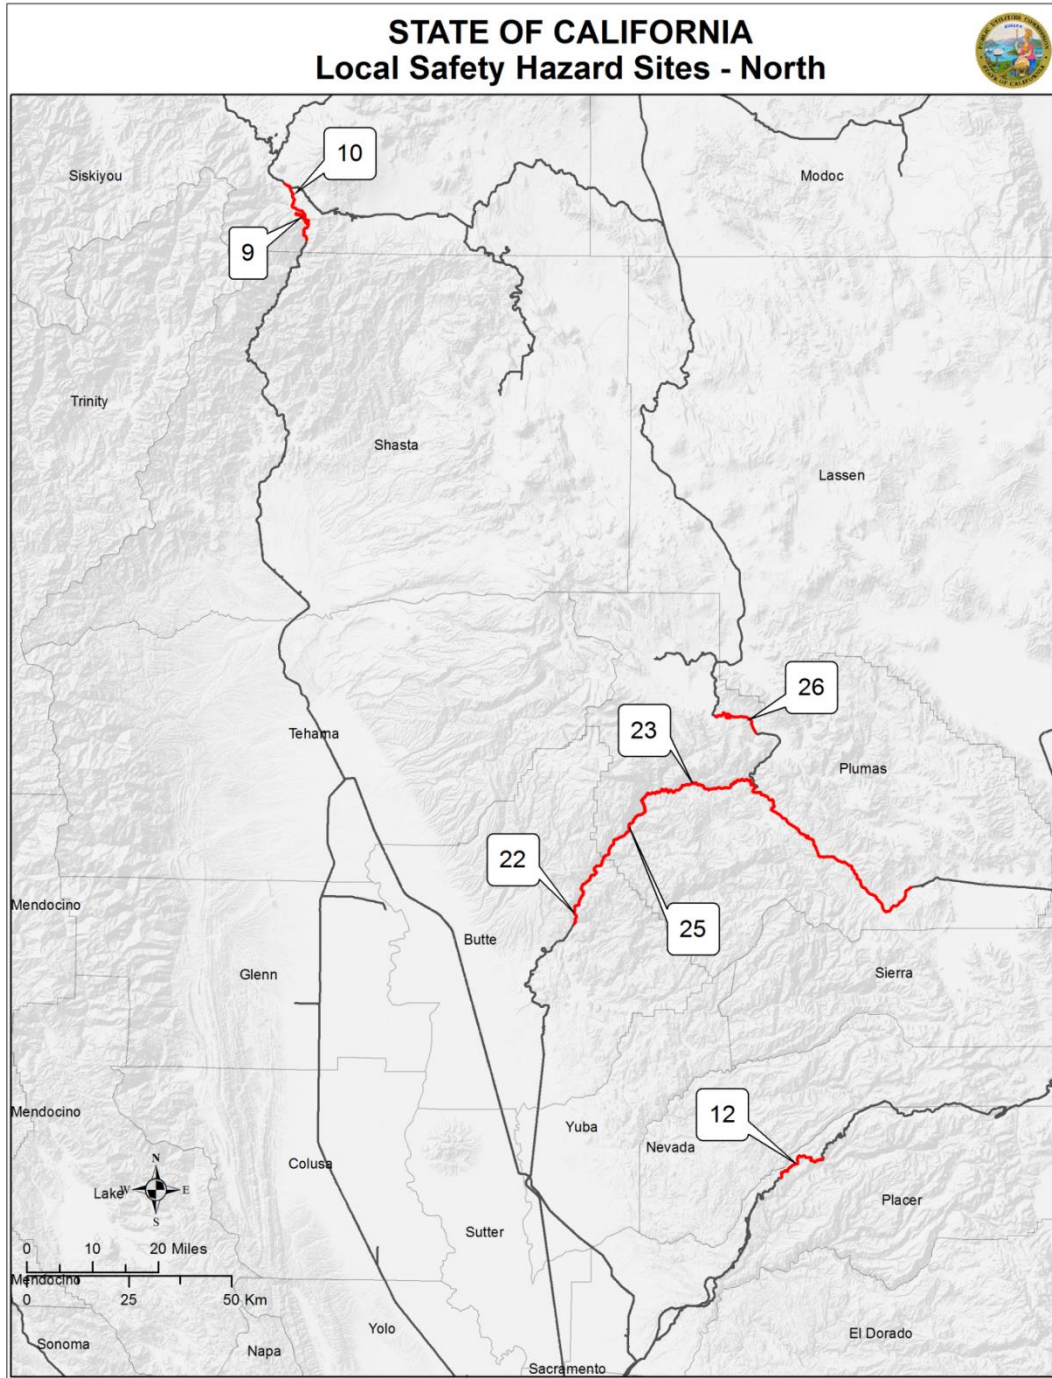 STATE OF CALIFORNIA
Local Safety Hazard Sites - North
10
Siskiyou
Modoc
9
Trinity
Shasta
Lassen
26
23
Tehama
Plumas
22
Mendocino
25
Butte
Glenn
Sierra
Mendocino
12
Yuba
Nevada
N
Colusa
Lake
W
E
Placer
S
Sutter
0 10 20 Miles
Mendocino
0 25 50 Km
Yolo
El Dorado
Sonoma
Napa
Sacramento